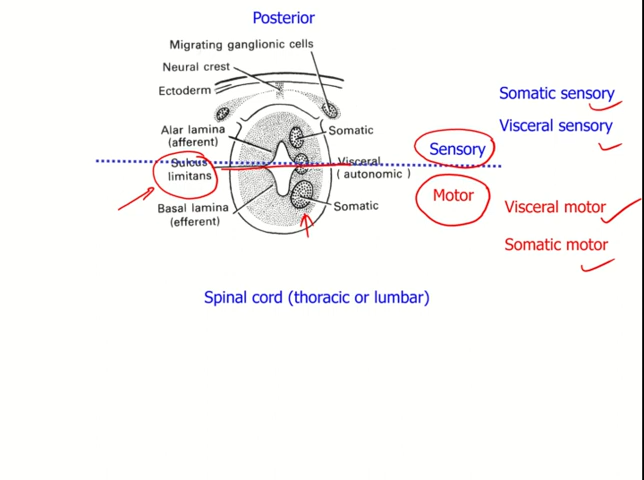 Posterior
Migrating ganglionic cells
Neural crest
Ectoderm
Alar lamina
(afferent)
Somatic
Sulcus
limitans
Visceral
(autonomic)
Basal lamina
(efferent)
Somatic
Sensory
Motor
Somatic sensory
Visceral sensory
Visceral motor
Somatic motor
Spinal cord (thoracic or lumbar)